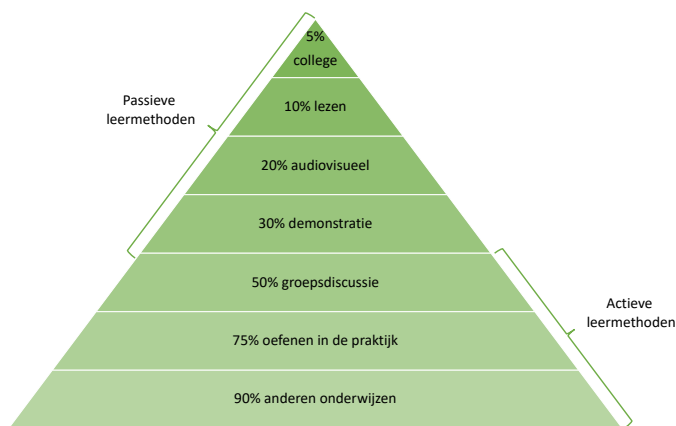 5%
college
Passieve
leermethoden
10% lezen
20% audiovisueel
30% demonstratie
50% groepsdiscussie
Actieve
leermethoden
75% oefenen in de praktijk
90% anderen onderwijzen